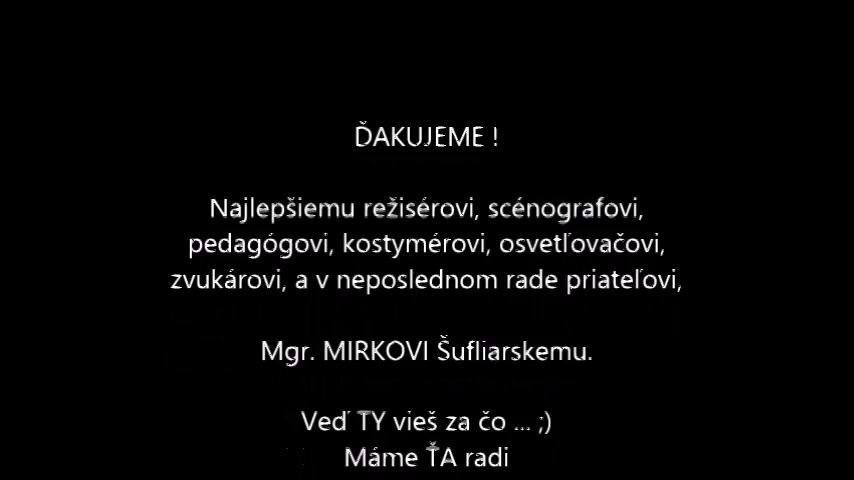 ĎAKUJEME !
Najlepšiemu režisérovi, scénografovi,
pedagógovi, kostymérovi, osvetľovačovi,
zvukárovi, a v neposlednom rade priateľovi,
Mgr. MIRKOVI Šufliarskemu.
Veď TY vieš za čo ... ;)
Máme ŤA radi